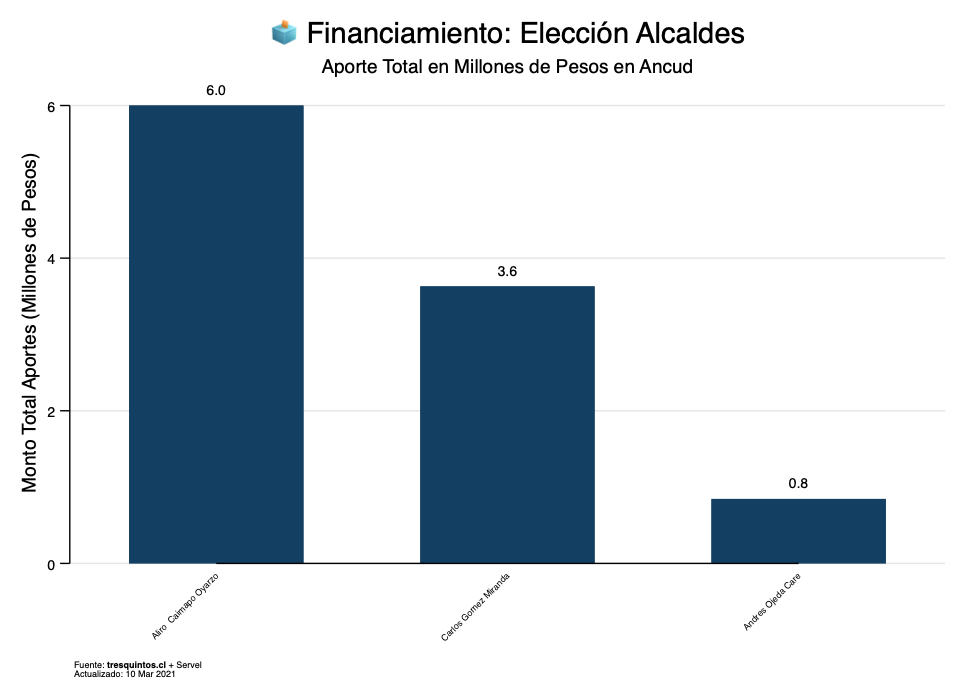 Financiamiento: Elección Alcaldes
Aporte Total en Millones de Pesos en Ancud
Monto Total Aportes (Millones de Pesos)
6
4
2
0
6.0
3.6
0.8
Aliro Caimapo Oyarzo
Carlos Gomez Miranda
Andres Ojeda Care
Fuente: tresquintos.cl + Servel
Actualizado: 10 Mar 2021